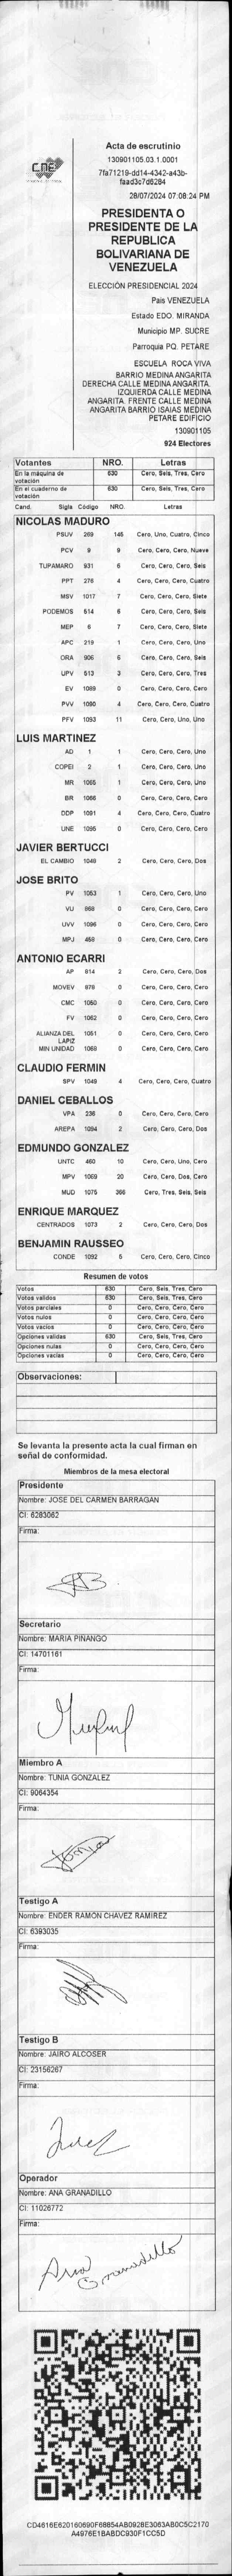 CNE
Acta de escrutinio
130901105.03.1.0001
7fa71219-dd14-4342-a43b-
faad3c7d6284
28/07/2024 07:08:24 PM
PRESIDENTA O
PRESIDENTE DE LA
REPUBLICA
BOLIVARIANA DE
VENEZUELA
ELECCIÓN PRESIDENCIAL 2024
Pais VENEZUELA
Estado EDO. MIRANDA
Municipio MP. SUCRE
Parroquia PQ. PETARE
ESCUELA ROCA VIVA
BARRIO MEDINA ANGARITA
DERECHA CALLE MEDINA ANGARITA.
IZQUIERDA CALLE MEDINA
ANGARITA FRENTE CALLE MEDINA
ANGARITA BARRIO ISAIAS MEDINA
PETARE EDIFICIO
130901105
924 Electores
Votantes NRO. Letras
En la máquina de votación 630 Cero, Seis, Tres, Cero
En el cuaderno de votación 630 Cero, Seis, Tres, Cero
Cand. Sigla Código NRO. Letras
NICOLAS MADURO
PSUV 269 145 Cero, Uno, Cuatro, Cinco
PCV 9 9 Cero, Cero, Cero, Nueve
TUPAMARO 931 6 Cero, Cero, Cero, Seis
PPT 276 4 Cero, Cero, Cero, Cuatro
MSV 1017 7 Cero, Cero, Cero, Siete
PODEMOS 514 6 Cero, Cero, Cero, Seis
MEP 6 7 Cero, Cero, Cero, Siete
APC 219 1 Cero, Cero, Cero, Uno
ORA 906 6 Cero, Cero, Cero, Seis
UPV 513 3 Cero, Cero, Cero, Tres
EV 1089 0 Cero, Cero, Cero, Cero
PVV 1090 4 Cero, Cero, Cero, Cuatro
PFV 1093 11 Cero, Cero, Uno, Uno
LUIS MARTINEZ
AD 1 1 Cero, Cero, Cero, Uno
COPEI 2 1 Cero, Cero, Cero, Uno
MR 1065 1 Cero, Cero, Cero, Uno
BR 1066 0 Cero, Cero, Cero, Cero
DDP 1091 4 Cero, Cero, Cero, Cuatro
UNE 1095 0 Cero, Cero, Cero, Cero
JAVIER BERTUCCI
EL CAMBIO 1048 2 Cero, Cero, Cero, Dos
JOSE BRITO
PV 1053 1 Cero, Cero, Cero, Uno
VU 868 0 Cero, Cero, Cero, Cero
UVV 1096 0 Cero, Cero, Cero, Cero
MPJ 458 0 Cero, Cero, Cero, Cero
ANTONIO ECARRI
AP 814 2 Cero, Cero, Cero, Dos
MOVEV 878 0 Cero, Cero, Cero, Cero
CMC 1050 0 Cero, Cero, Cero, Cero
FV 1062 0 Cero, Cero, Cero, Cero
ALIANZA DEL LAPIZ 1051 0 Cero, Cero, Cero, Cero
MIN UNIDAD 1068 0 Cero, Cero, Cero, Cero
CLAUDIO FERMIN
SPV 1049 4 Cero, Cero, Cero, Cuatro
DANIEL CEBALLOS
VPA 236 0 Cero, Cero, Cero, Cero
AREPA 1094 2 Cero, Cero, Cero, Dos
EDMUNDO GONZALEZ
UNTC 460 10 Cero, Cero, Uno, Cero
MPV 1069 20 Cero, Cero, Dos, Cero
MUD 1075 366 Cero, Tres, Seis, Seis
ENRIQUE MARQUEZ
CENTRADOS 1073 2 Cero, Cero, Cero, Dos
BENJAMIN RAUSSEO
CONDE 1092 5 Cero, Cero, Cero, Cinco
Resumen de votos
Votos 630 Cero, Seis, Tres, Cero
Votos validos 630 Cero, Seis, Tres, Cero
Votos parciales 0 Cero, Cero, Cero, Cero
Votos nulos 0 Cero, Cero, Cero, Cero
Votos vacios 0 Cero, Cero, Cero, Cero
Opciones validas 630 Cero, Seis, Tres, Cero
Opciones nulas 0 Cero, Cero, Cero, Cero
Opciones vacias 0 Cero, Cero, Cero, Cero
Observaciones:
Se levanta la presente acta la cual firman en
señal de conformidad.
Miembros de la mesa electoral
Presidente
Nombre: JOSE DEL CARMEN BARRAGAN
CI: 6283062
Firma:
Secretario
Nombre: MARIA PINANGO
CI: 14701161
Firma:
Miembro A
Nombre: TUNIA GONZALEZ
CI: 9064354
Firma:
Testigo A
Nombre: ENDER RAMON CHAVEZ RAMIREZ
CI: 6393035
Firma:
Testigo B
Nombre: JAIRO ALCOSER
CI: 23156267
Firma:
Operador
Nombre: ANA GRANADILLO
CI: 11026772
Firma:
Ana Granadillo
CD4616E620160690F68854AB0928E3063AB0C5C2170
A4976E1BABDC930F1CC5D